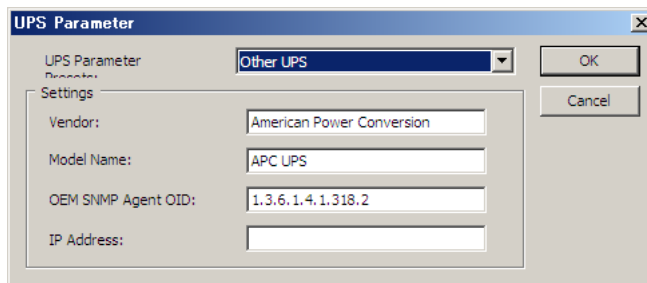 UPS Parameter
UPS Parameter
Presets:
Other UPS
OK
Cancel
Settings
Vendor:
American Power Conversion
Model Name:
APC UPS
OEM SNMP Agent OID:
1.3.6.1.4.1.318.2
IP Address: